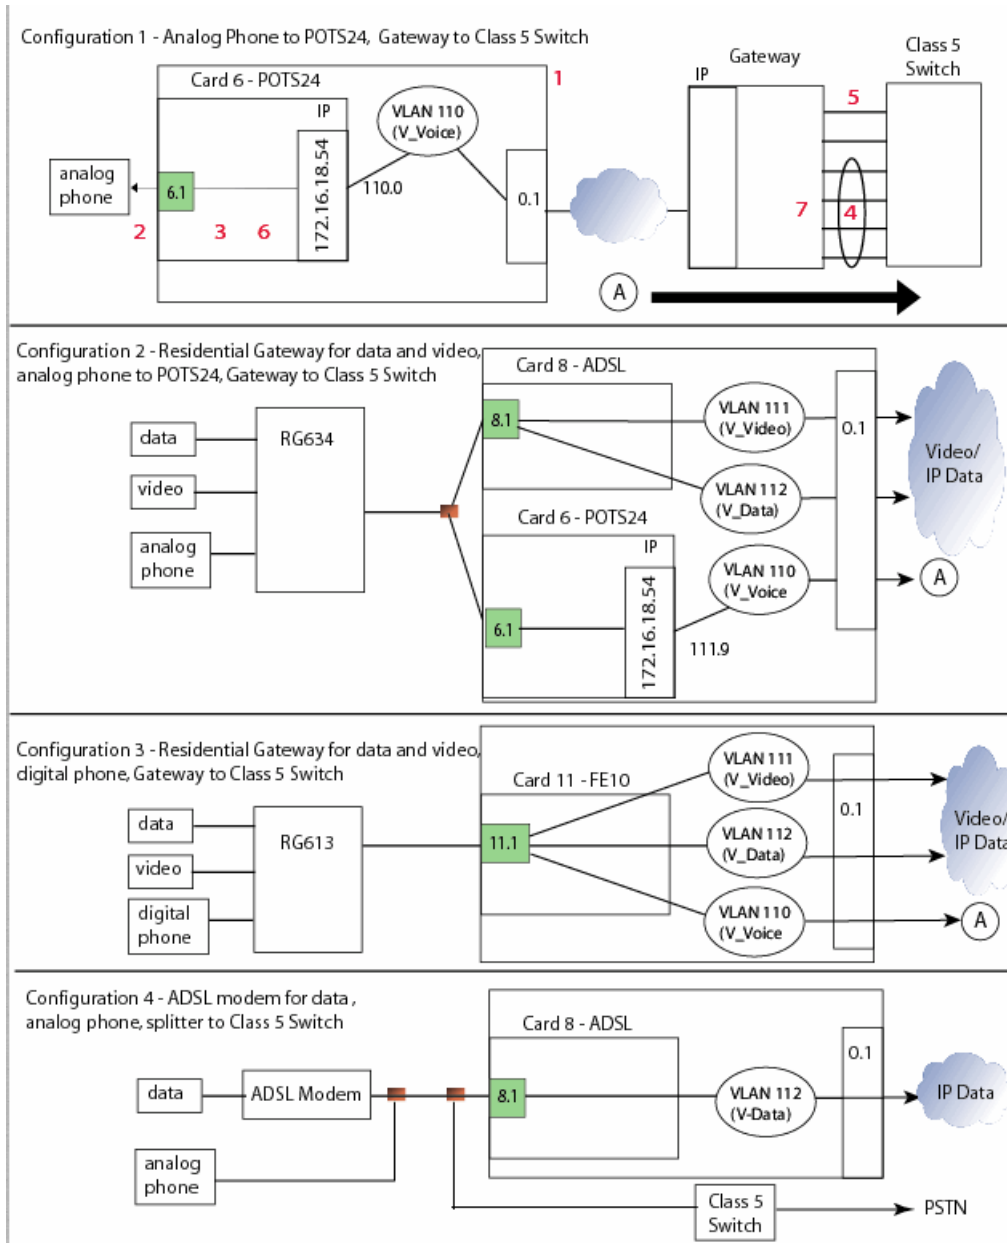 Configuration 1 - Analog Phone to POTS24, Gateway to Class 5 Switch
Card 6 - POTS24
1
IP
VLAN 110
(V_Voice)
analog
phone
6.1
172.16.18.54
110.0
0.1
2
3
6
Gateway
IP
Class 5
Switch
5
7
4
A
Configuration 2 - Residential Gateway for data and video,
analog phone to POTS24, Gateway to Class 5 Switch
Card 8 - ADSL
data
video
analog
phone
RG634
8.1
VLAN 111
(V_Video)
VLAN 112
(V_Data)
0.1
Video/
IP Data
Card 6 - POTS24
IP
6.1
172.16.18.54
VLAN 110
(V_Voice
111.9
A
Configuration 3 - Residential Gateway for data and video,
digital phone, Gateway to Class 5 Switch
Card 11 - FE10
data
video
digital
phone
RG613
11.1
VLAN 111
(V_Video)
VLAN 112
(V_Data)
VLAN 110
(V_Voice
0.1
Video/
IP Data
A
Configuration 4 - ADSL modem for data ,
analog phone, splitter to Class 5 Switch
Card 8 - ADSL
data
ADSL Modem
analog
phone
8.1
VLAN 112
(V-Data)
0.1
IP Data
Class 5
Switch
PSTN